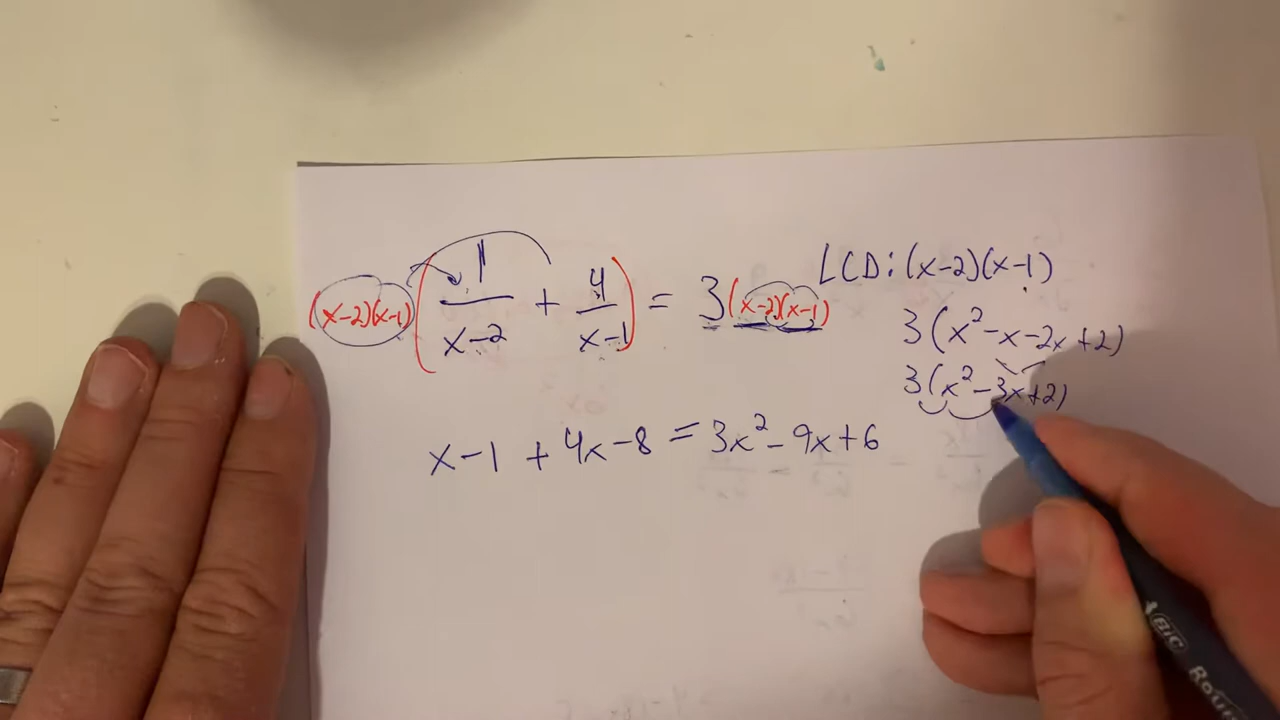 (x-2)(x-1) ( 1/(x-2) + 4/(x-1) ) = 3(x-2)(x-1)
LCD: (x-2)(x-1)
3(x² - x - 2x + 2)
3(x² - 3x + 2)
x - 1 + 4x - 8 = 3x² - 9x + 6
BIC